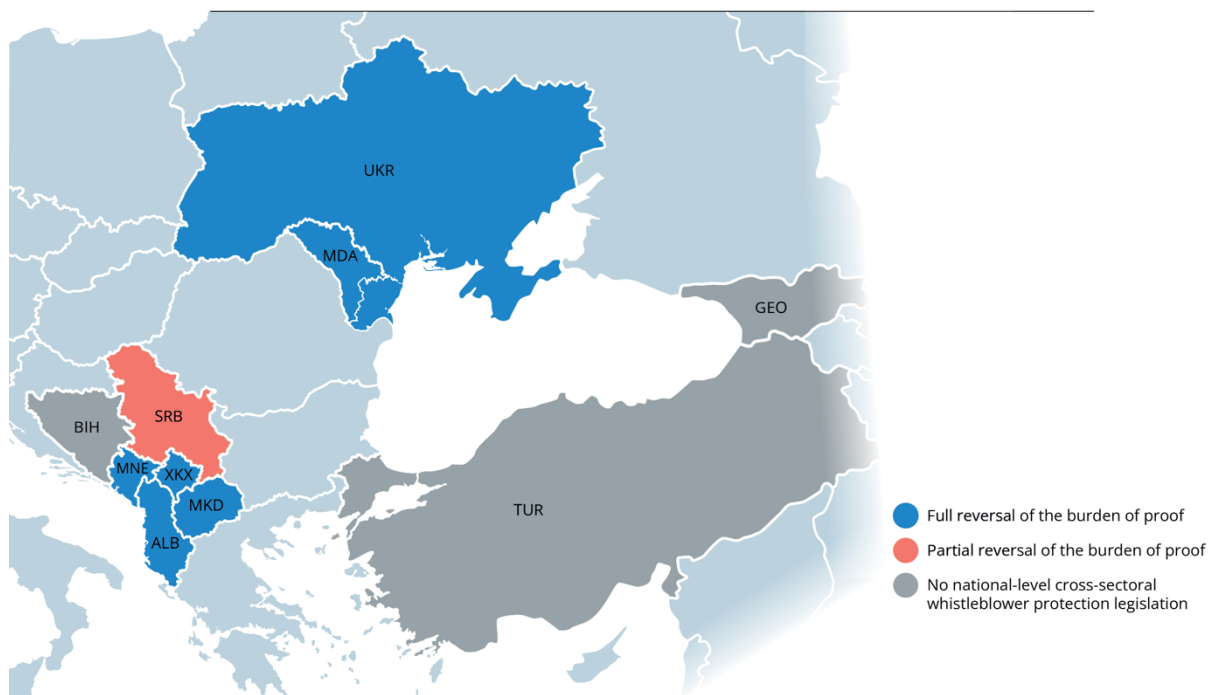 UKR
MDA
GEO
SRB
BIH
MNE
XKX
MKD
TUR
ALB
Full reversal of the burden of proof
Partial reversal of the burden of proof
No national-level cross-sectoral
whistleblower protection legislation